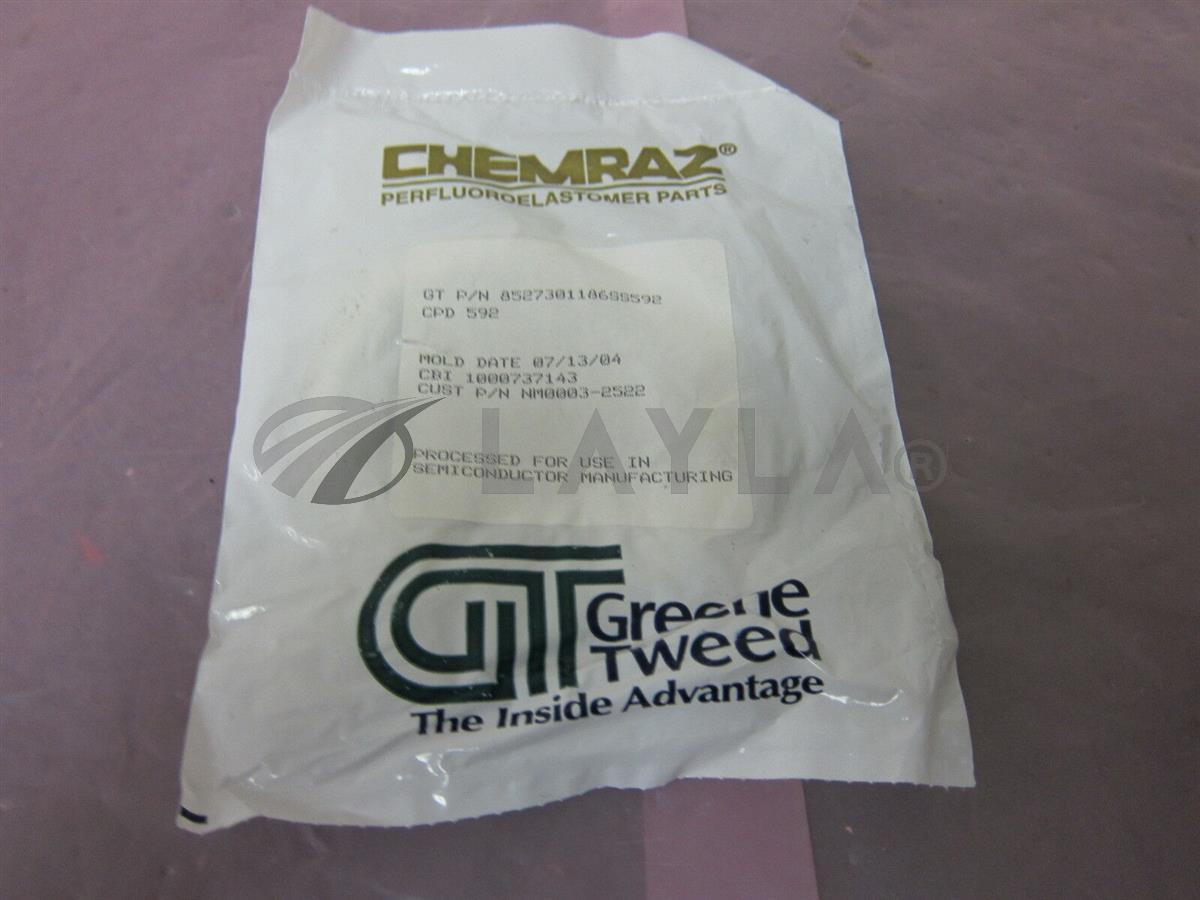 CHEMRAZ®
PERFLUOROELASTOMER PARTS
GT P/N 8527301186SS592
CPD 592
MOLD DATE 07/13/04
CBI 1000737143
CUST P/N NM0003-2522
LAYLA®
PROCESSED FOR USE IN
SEMICONDUCTOR MANUFACTURING
GT Greene
Tweed
The Inside Advantage